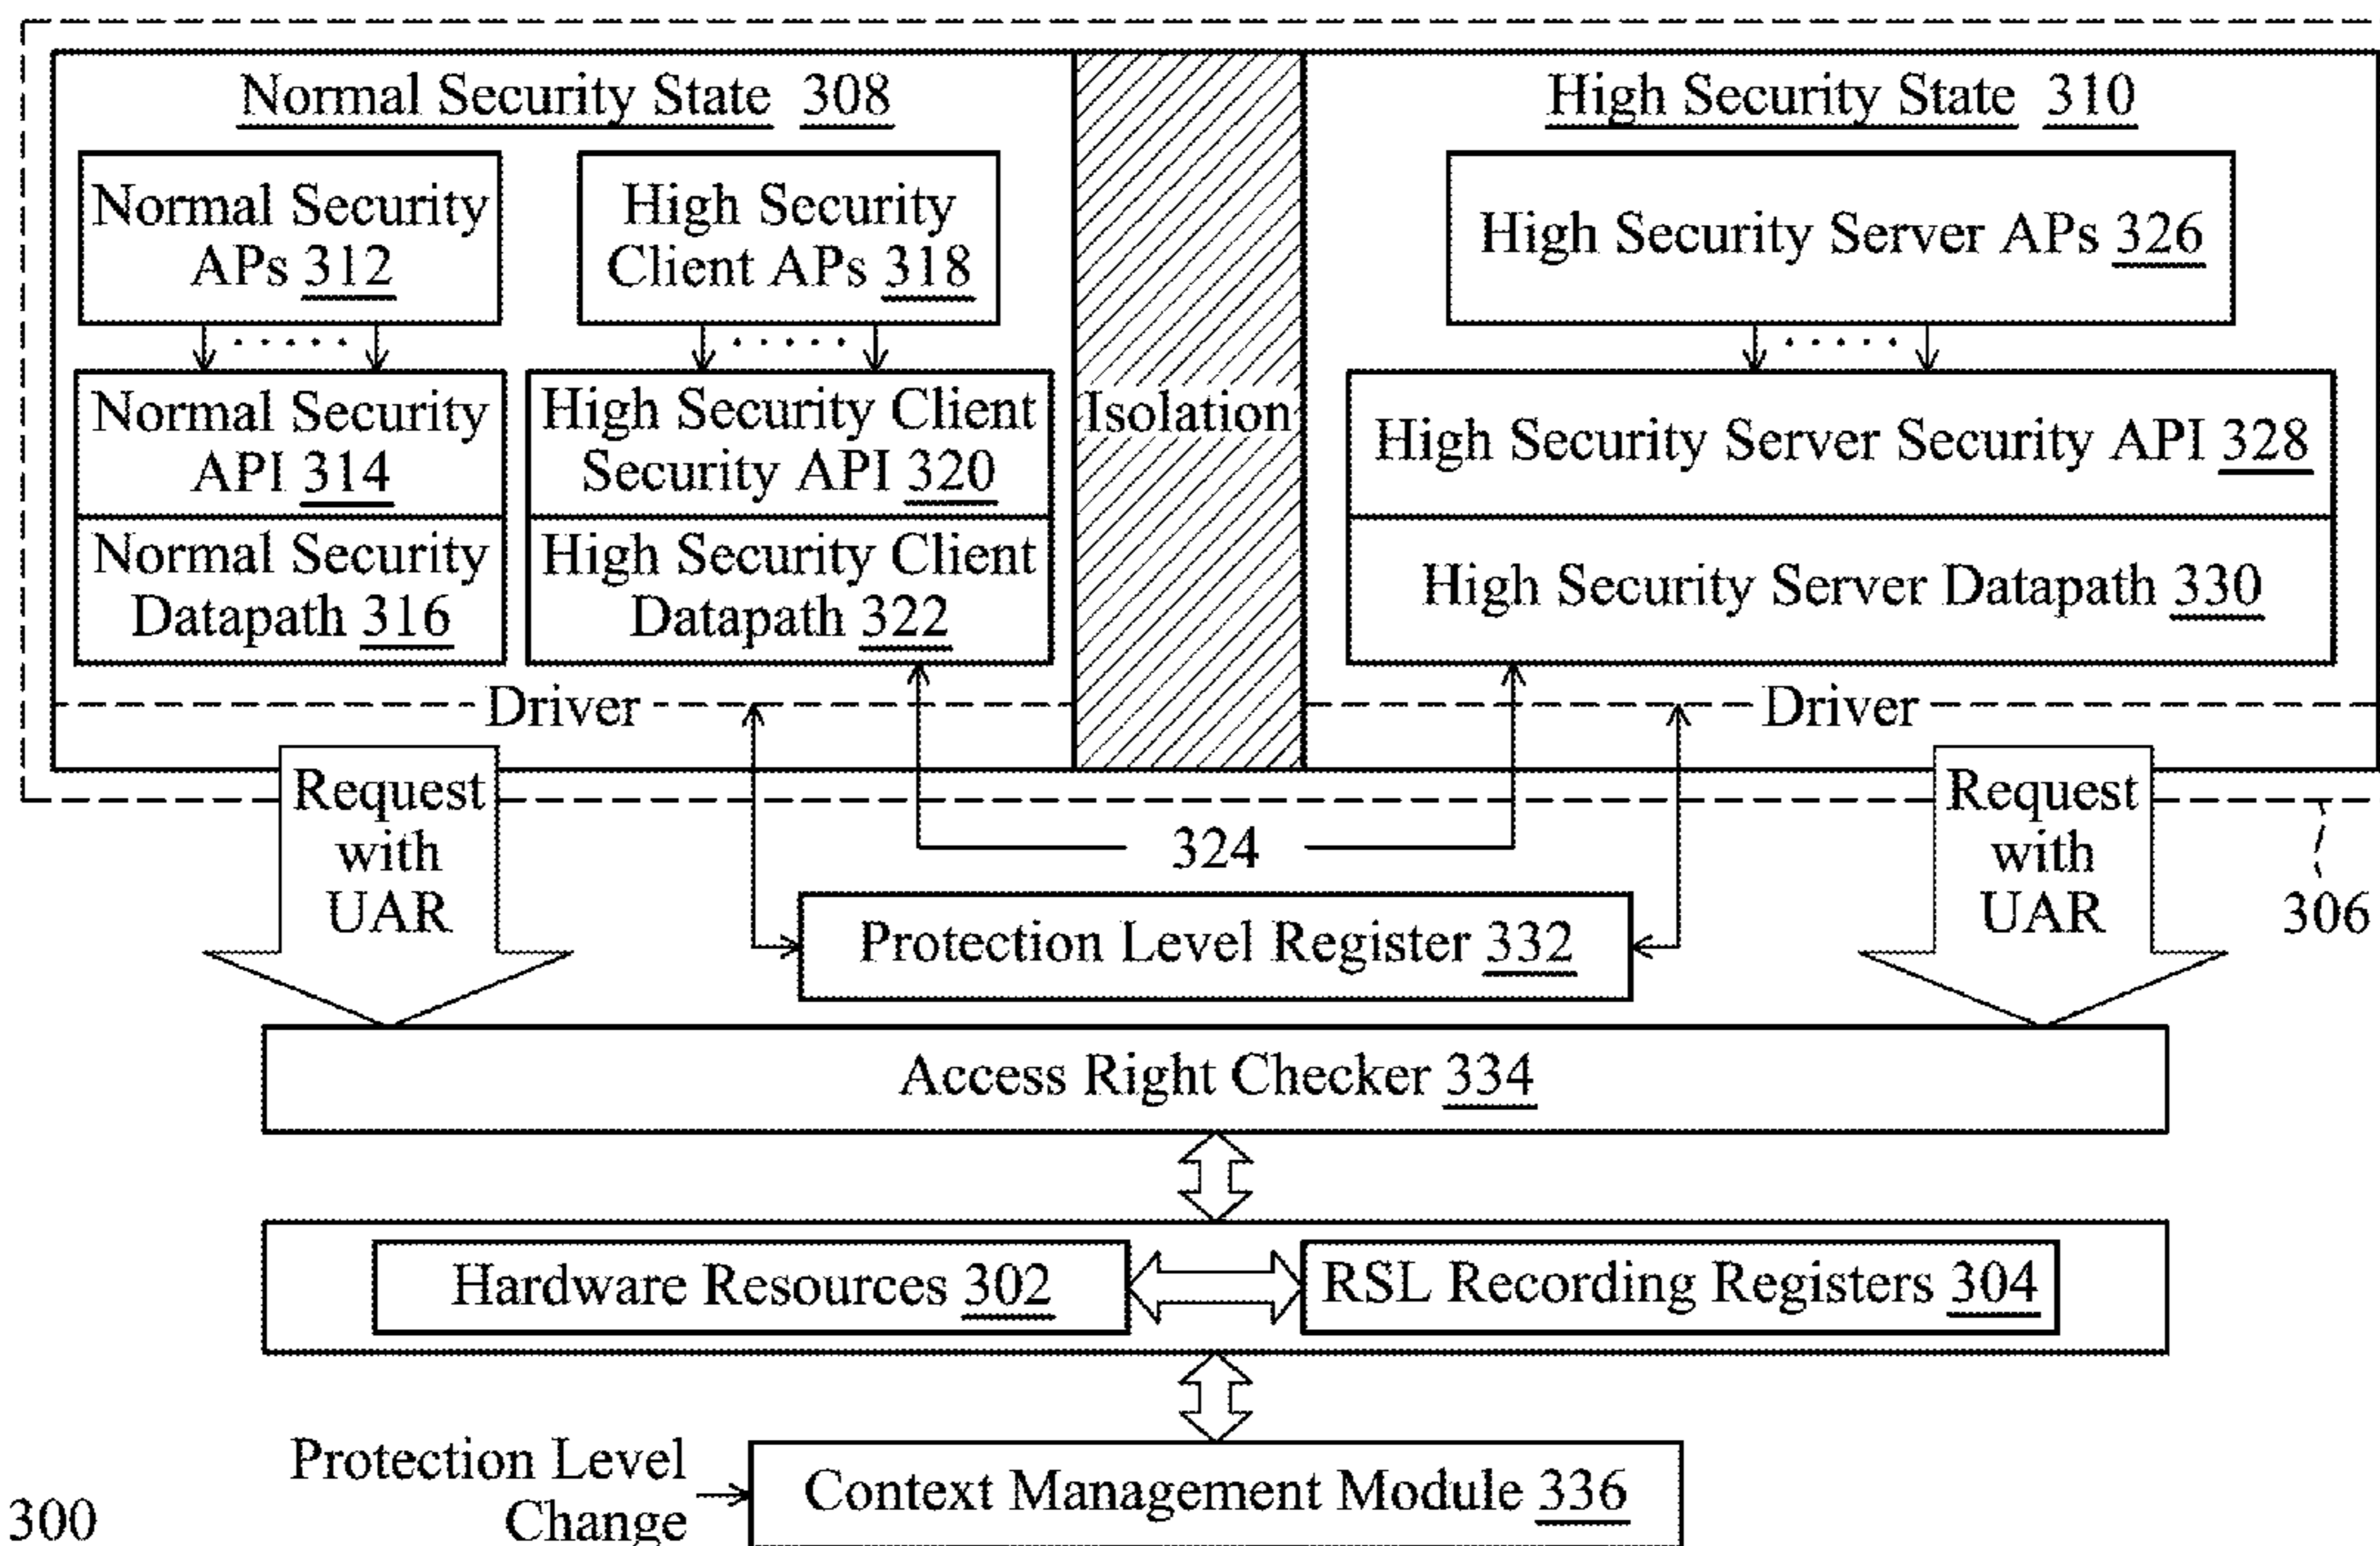 Normal Security State 308
High Security State 310
Normal Security
APs 312
High Security
Client APs 318
High Security Server APs 326
Normal Security
API 314
High Security Client
Security API 320
Isolation
High Security Server Security API 328
Normal Security
Datapath 316
High Security Client
Datapath 322
High Security Server Datapath 330
Driver
Driver
Request
with
UAR
324
Request
with
UAR
306
Protection Level Register 332
Access Right Checker 334
Hardware Resources 302
RSL Recording Registers 304
Protection Level
Change
Context Management Module 336
300